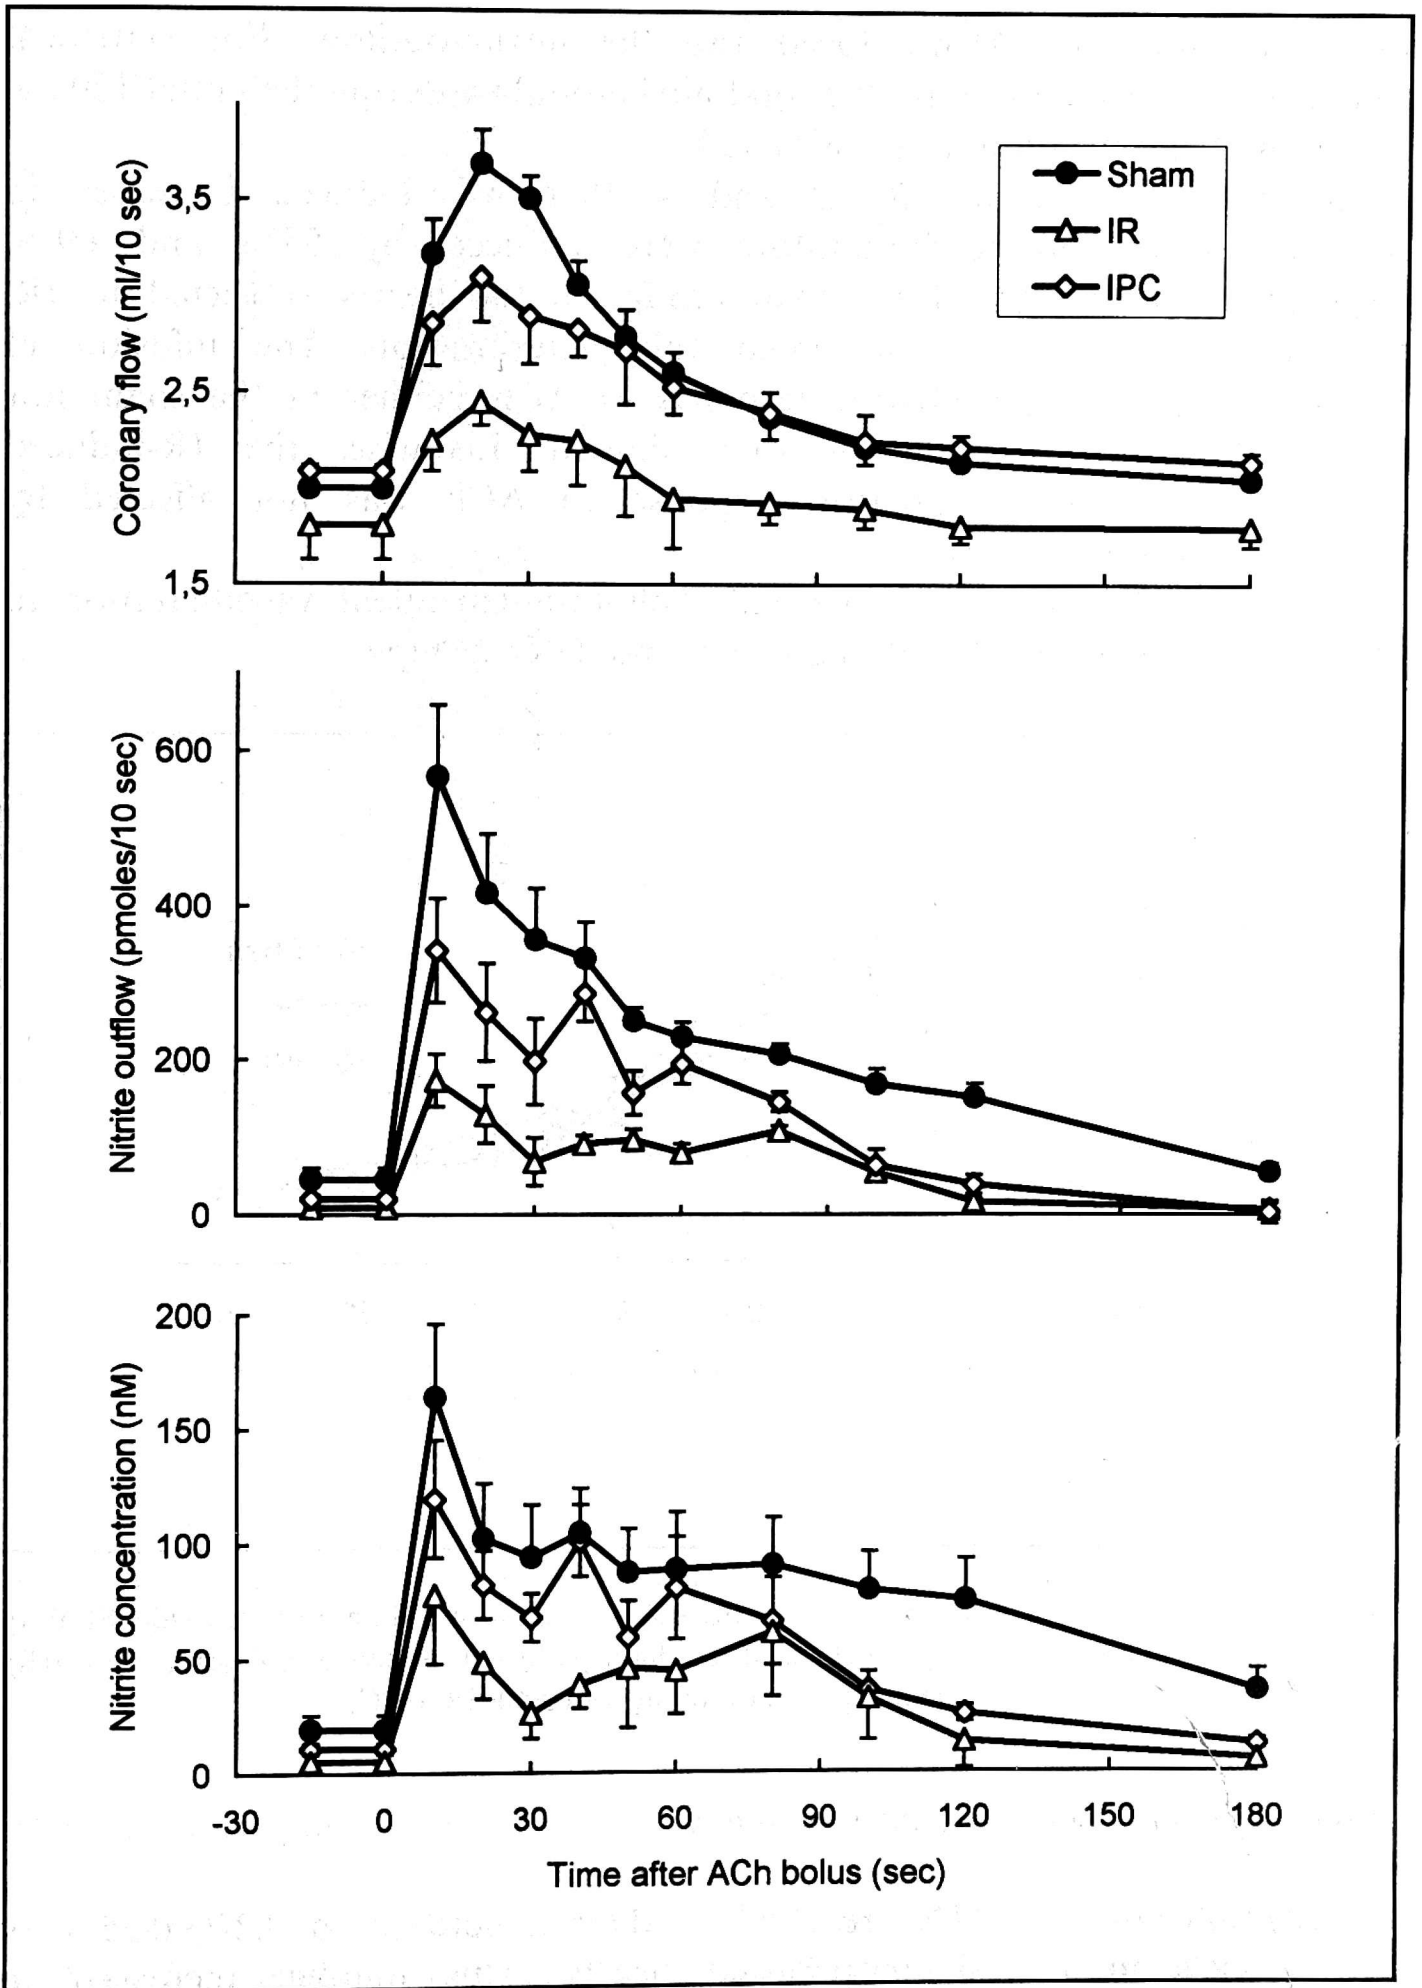 Coronary flow (ml/10 sec)
3,5
2,5
1,5
Sham
IR
IPC
Nitrite outflow (pmoles/10 sec)
600
400
200
0
Nitrite concentration (nM)
200
150
100
50
0
-30 0 30 60 90 120 150 180
Time after ACh bolus (sec)